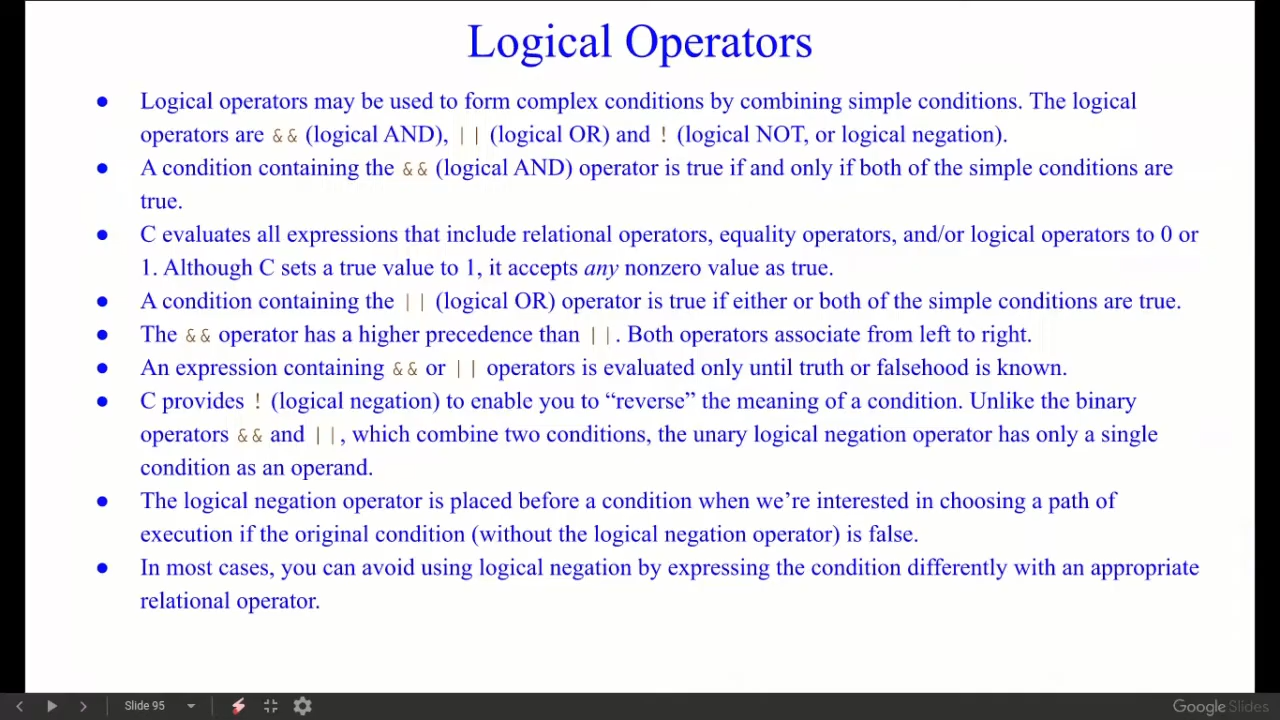 Logical Operators
● Logical operators may be used to form complex conditions by combining simple conditions. The logical
operators are && (logical AND), || (logical OR) and ! (logical NOT, or logical negation).
● A condition containing the && (logical AND) operator is true if and only if both of the simple conditions are
true.
● C evaluates all expressions that include relational operators, equality operators, and/or logical operators to 0 or
1. Although C sets a true value to 1, it accepts any nonzero value as true.
● A condition containing the || (logical OR) operator is true if either or both of the simple conditions are true.
● The && operator has a higher precedence than ||. Both operators associate from left to right.
● An expression containing && or || operators is evaluated only until truth or falsehood is known.
● C provides ! (logical negation) to enable you to “reverse” the meaning of a condition. Unlike the binary
operators && and ||, which combine two conditions, the unary logical negation operator has only a single
condition as an operand.
● The logical negation operator is placed before a condition when we’re interested in choosing a path of
execution if the original condition (without the logical negation operator) is false.
● In most cases, you can avoid using logical negation by expressing the condition differently with an appropriate
relational operator.
Slide 95
Google Slides